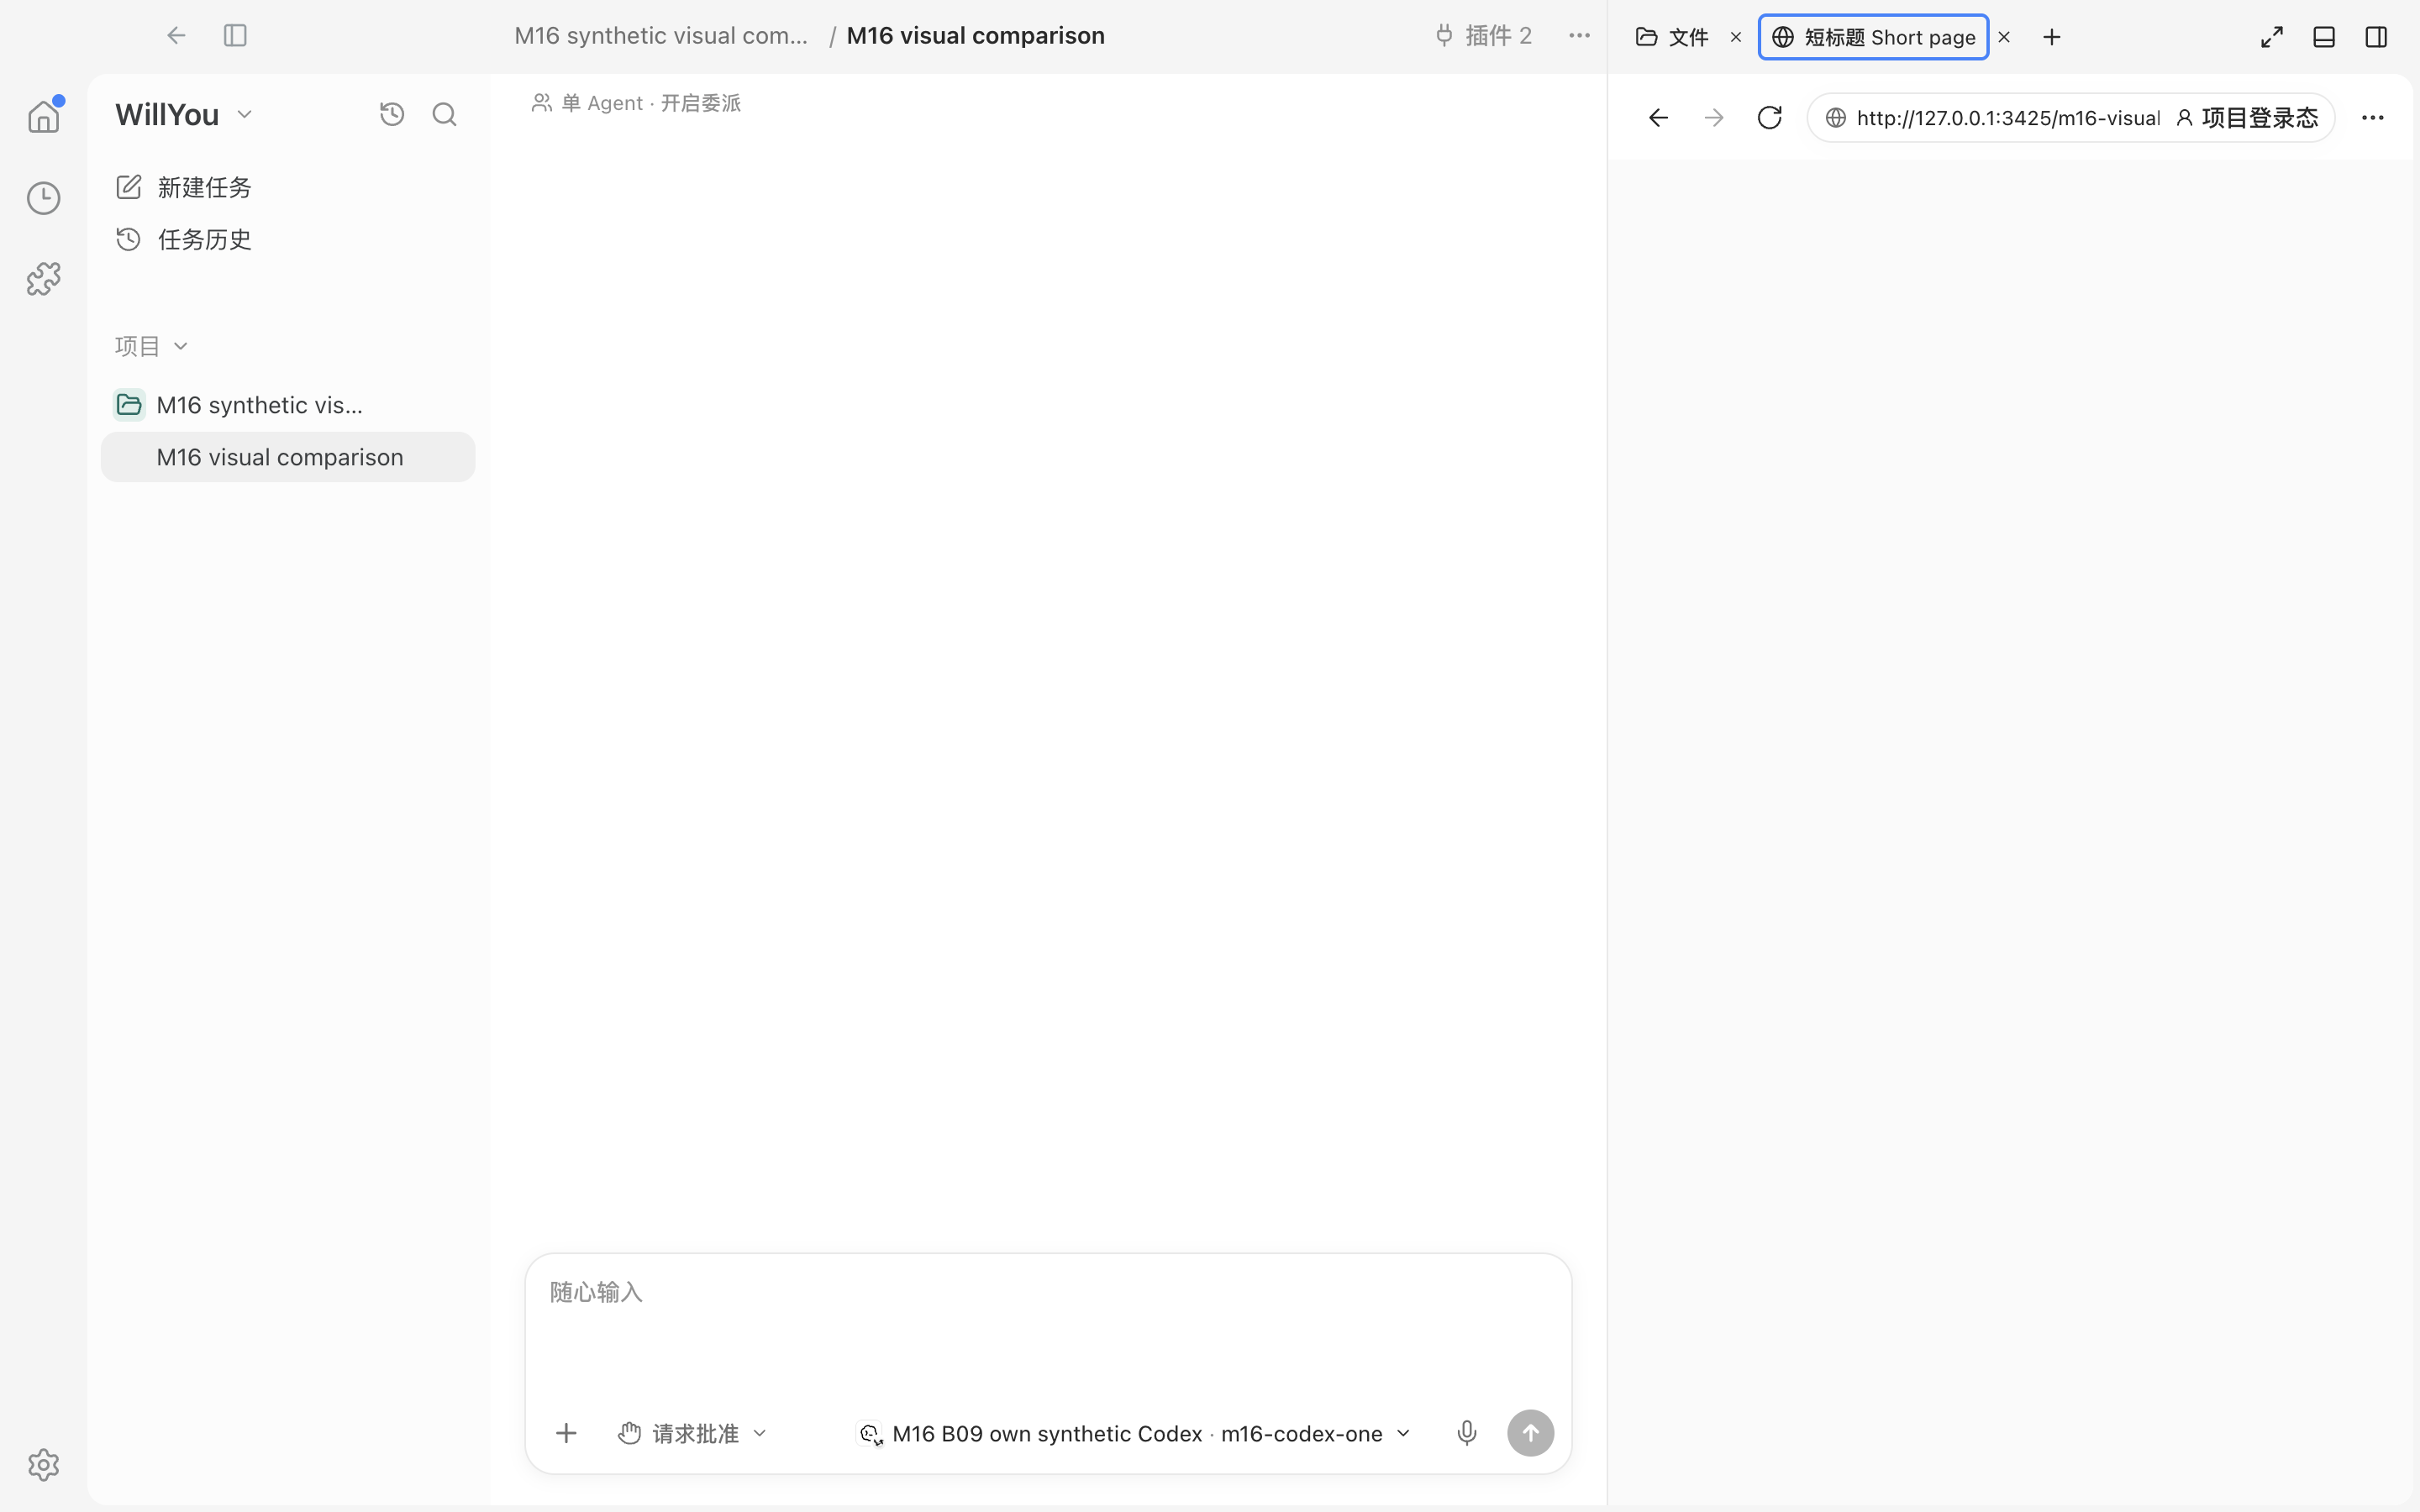 M16 synthetic visual com... / M16 visual comparison
插件 2
文件
短标题 Short page
WillYou
新建任务
任务历史
项目
M16 synthetic vis...
M16 visual comparison
单 Agent · 开启委派
http://127.0.0.1:3425/m16-visual
项目登录态
随心输入
请求批准
M16 B09 own synthetic Codex · m16-codex-one